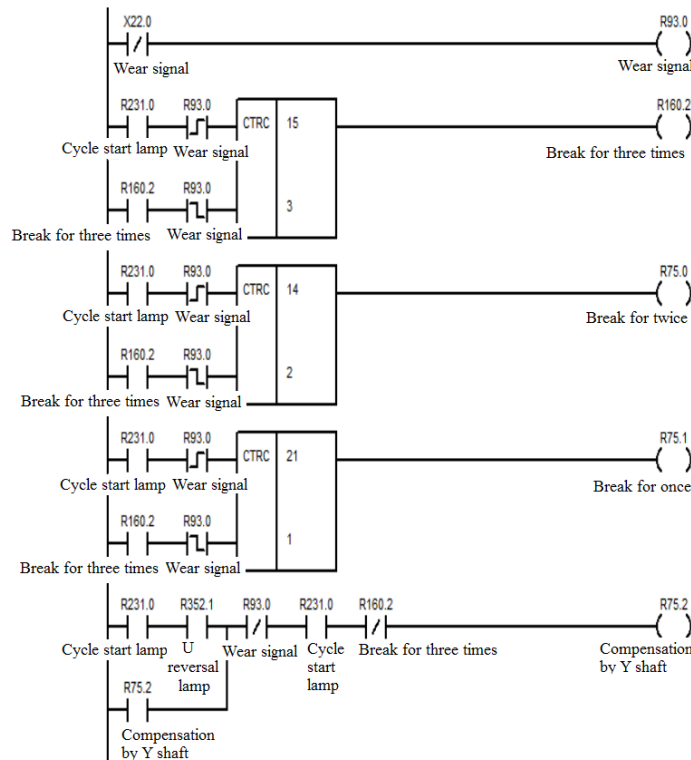 X22.0 R93.0
Wear signal Wear signal
R231.0 R93.0 CTRC 15 R160.2
Cycle start lamp Wear signal Break for three times
R160.2 R93.0 3
Break for three times Wear signal
R231.0 R93.0 CTRC 14 R75.0
Cycle start lamp Wear signal Break for twice
R160.2 R93.0 2
Break for three times Wear signal
R231.0 R93.0 CTRC 21 R75.1
Cycle start lamp Wear signal Break for once
R160.2 R93.0 1
Break for three times Wear signal
R231.0 R352.1 R93.0 R231.0 R160.2 R75.2
Cycle start lamp U Wear signal Cycle Break for three times Compensation
reversal start by Y shaft
lamp lamp
R75.2
Compensation
by Y shaft